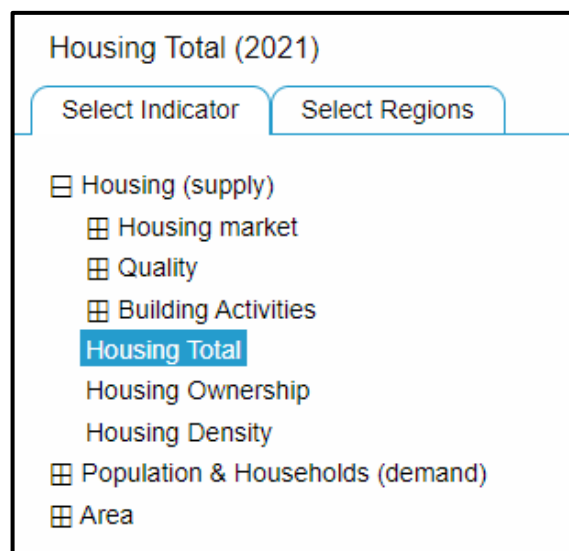 Housing Total (2021)
Select Indicator Select Regions
Housing (supply)
Housing market
Quality
Building Activities
Housing Total
Housing Ownership
Housing Density
Population & Households (demand)
Area